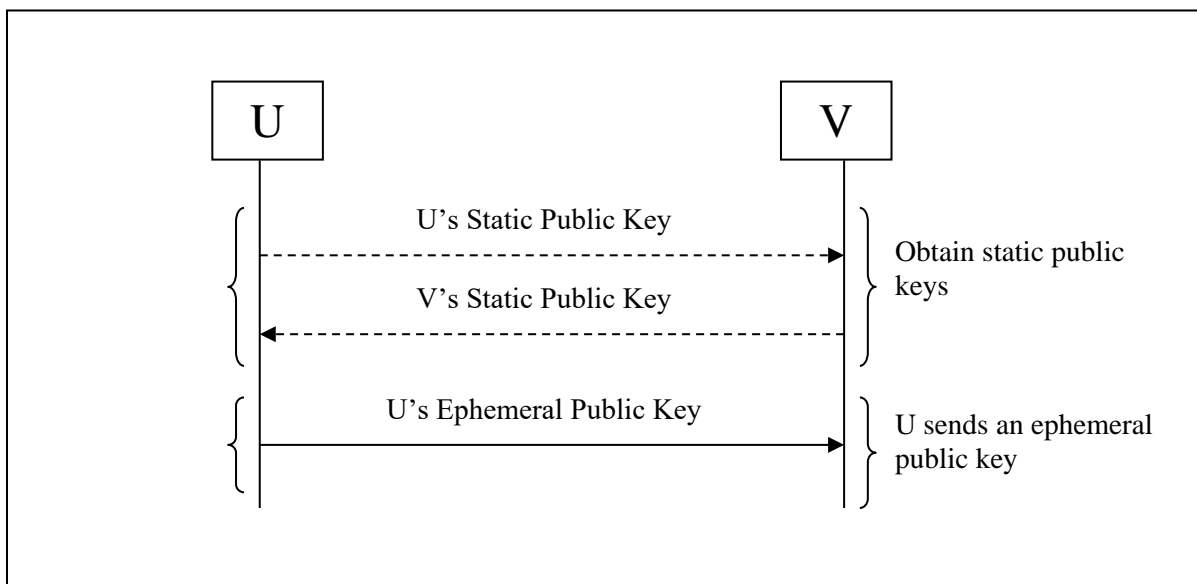 U
V
U’s Static Public Key
V’s Static Public Key
Obtain static public
keys
U’s Ephemeral Public Key
U sends an ephemeral
public key